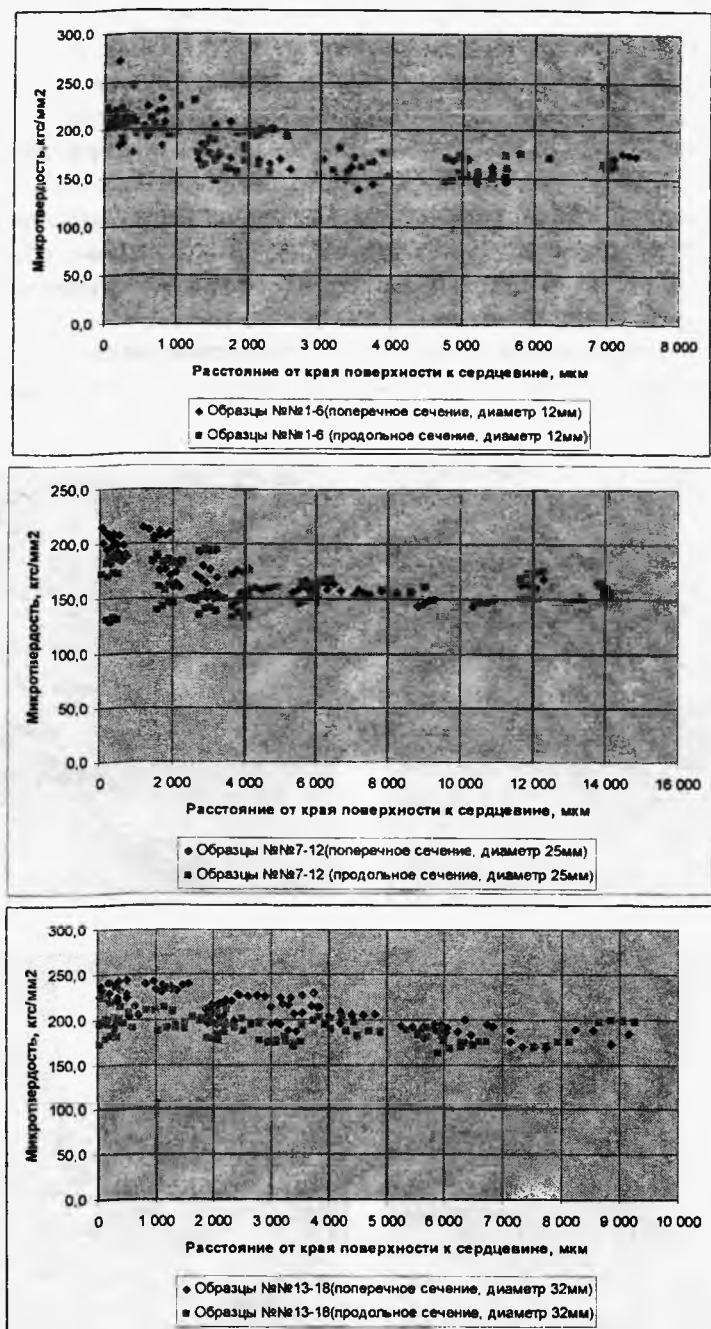 300,0
250,0
200,0
150,0
100,0
50,0
0,0
Микротвердость,кгс/мм2
0 1 000 2 000 3 000 4 000 5 000 6 000 7 000 8 000
Расстояние от края поверхности к сердцевине, мкм
Образцы №№1-6(поперечное сечение, диаметр 12мм)
Образцы №№1-6 (продольное сечение, диаметр 12мм)
250,0
200,0
150,0
100,0
50,0
0,0
Микротвердость, кгс/мм2
0 2 000 4 000 6 000 8 000 10 000 12 000 14 000 16 000
Расстояние от края поверхности к сердцевине, мкм
Образцы №№7-12(поперечное сечение, диаметр 25мм)
Образцы №№7-12 (продольное сечение, диаметр 25мм)
300,0
250,0
200,0
150,0
100,0
50,0
0,0
Микротвердость, кгс/мм2
0 1 000 2 000 3 000 4 000 5 000 6 000 7 000 8 000 9 000 10 000
Расстояние от края поверхности к сердцевине, мкм
Образцы №№13-18(поперечное сечение, диаметр 32мм)
Образцы №№13-18(продольное сечение, диаметр 32мм)